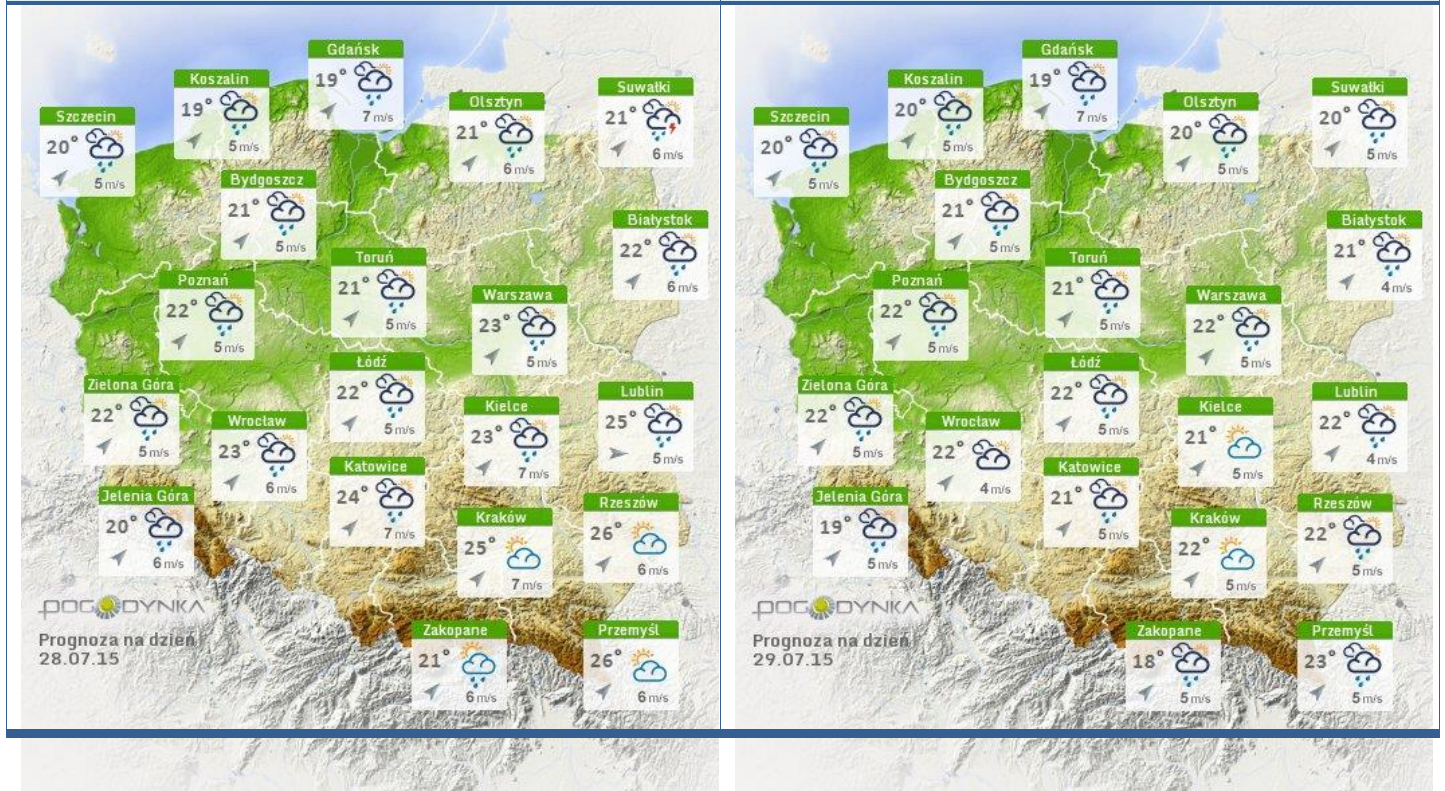 Gdańsk
19°
7 m/s
Koszalin
19°
5 m/s
Suwałki
21°
6 m/s
Olsztyn
21°
6 m/s
Szczecin
20°
5 m/s
Bydgoszcz
21°
5 m/s
Białystok
22°
6 m/s
Toruń
21°
5 m/s
Poznań
22°
5 m/s
Warszawa
23°
5 m/s
Łódź
22°
5 m/s
Zielona Góra
22°
5 m/s
Lublin
25°
5 m/s
Kielce
23°
7 m/s
Wrocław
23°
6 m/s
Katowice
24°
7 m/s
Jelenia Góra
20°
6 m/s
Rzeszów
26°
6 m/s
Kraków
25°
7 m/s
POGODYNKA
Prognoza na dzień
28.07.15
Zakopane
21°
6 m/s
Przemyśl
26°
6 m/s
Gdańsk
19°
7 m/s
Koszalin
20°
5 m/s
Suwałki
20°
5 m/s
Olsztyn
20°
5 m/s
Szczecin
20°
5 m/s
Bydgoszcz
21°
5 m/s
Białystok
21°
4 m/s
Toruń
21°
5 m/s
Poznań
22°
5 m/s
Warszawa
22°
5 m/s
Łódź
22°
5 m/s
Zielona Góra
22°
5 m/s
Lublin
22°
4 m/s
Kielce
21°
5 m/s
Wrocław
22°
4 m/s
Katowice
21°
5 m/s
Jelenia Góra
19°
5 m/s
Rzeszów
22°
5 m/s
Kraków
22°
5 m/s
POGODYNKA
Prognoza na dzień
29.07.15
Zakopane
18°
5 m/s
Przemyśl
23°
5 m/s